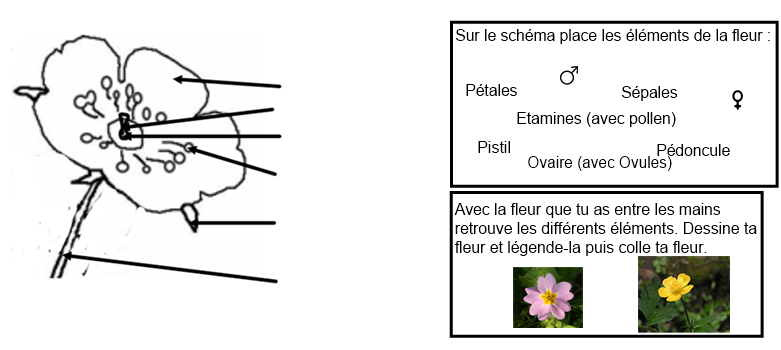 Sur le schéma place les éléments de la fleur :
♂
Pétales
Sépales
♀
Etamines (avec pollen)
Pistil
Pédoncule
Ovaire (avec Ovules)
Avec la fleur que tu as entre les mains
retrouve les différents éléments. Dessine ta
fleur et légende-la puis colle ta fleur.